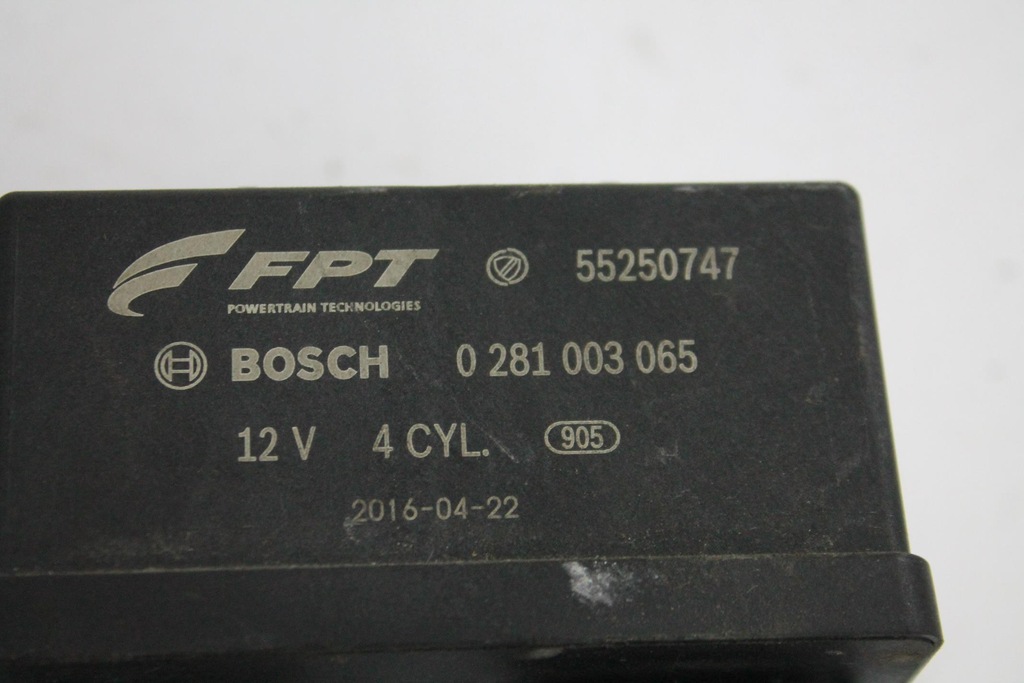 FPT 55250747
POWERTRAIN TECHNOLOGIES
BOSCH 0 281 003 065
12 V 4 CYL. 905
2016-04-22